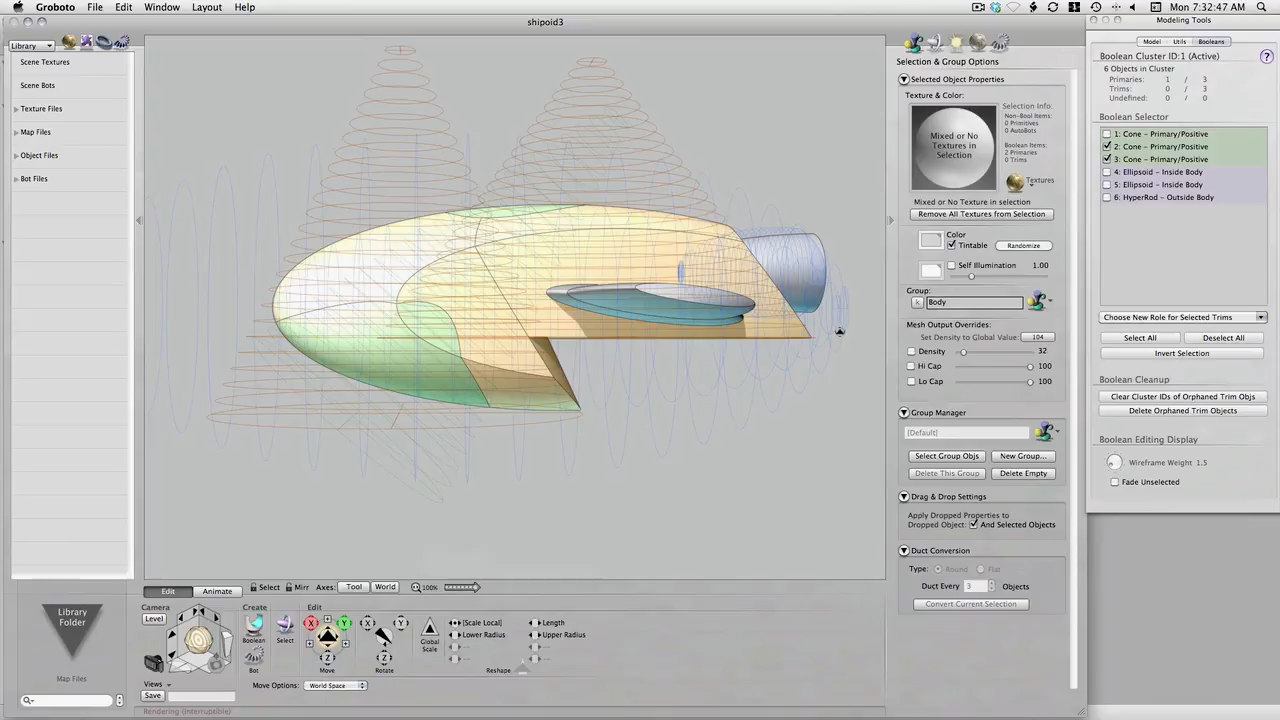 Groboto File Edit Window Layout Help
Mon 7:32:47 AM
shipoid3
Modeling Tools
Library
Scene Textures
Scene Bots
Texture Files
Map Files
Object Files
Bot Files
Library
Folder
Map Files
Selection & Group Options
Selected Object Properties
Texture & Color:
Mixed or No
Textures in
Selection
Selection Info:
Non-Bool Items:
0 Primitives
0 AutoBots
Boolean Items:
2 Primaries
0 Trims
Textures
Mixed or No Texture in selection
Remove All Textures from Selection
Color
Tintable Randomize
Self Illumination 1.00
Group:
k Body
Mesh Output Overrides:
Set Density to Global Value: 104
Density 32
Hi Cap 100
Lo Cap 100
Group Manager
[Default]
Select Group Objs New Group...
Delete This Group Delete Empty
Drag & Drop Settings
Apply Dropped Properties to
Dropped Object: And Selected Objects
Duct Conversion
Type: Round Flat
Duct Every 3 Objects
Convert Current Selection
Model Utils Booleans
Boolean Cluster ID:1 (Active)
?
6 Objects in Cluster
Primaries: 1 / 3
Trims: 0 / 3
Undefined: 0 / 0
Boolean Selector
1: Cone - Primary/Positive
2: Cone - Primary/Positive
3: Cone - Primary/Positive
4: Ellipsoid - Inside Body
5: Ellipsoid - Inside Body
6: HyperRod - Outside Body
Choose New Role for Selected Trims
Select All Deselect All
Invert Selection
Boolean Cleanup
Clear Cluster IDs of Orphaned Trim Objs
Delete Orphaned Trim Objects
Boolean Editing Display
Wireframe Weight 1.5
Fade Unselected
Edit Animate Select Mirr Axes: Tool World 100%
Camera
Level
Views
Save
Create
Boolean
Bot
Select
Edit
X Y
Z
Move
X Y
Z
Rotate
Global
Scale
[Scale Local] Length
Lower Radius Upper Radius
Reshape
Move Options: World Space
Rendering (Interruptible)